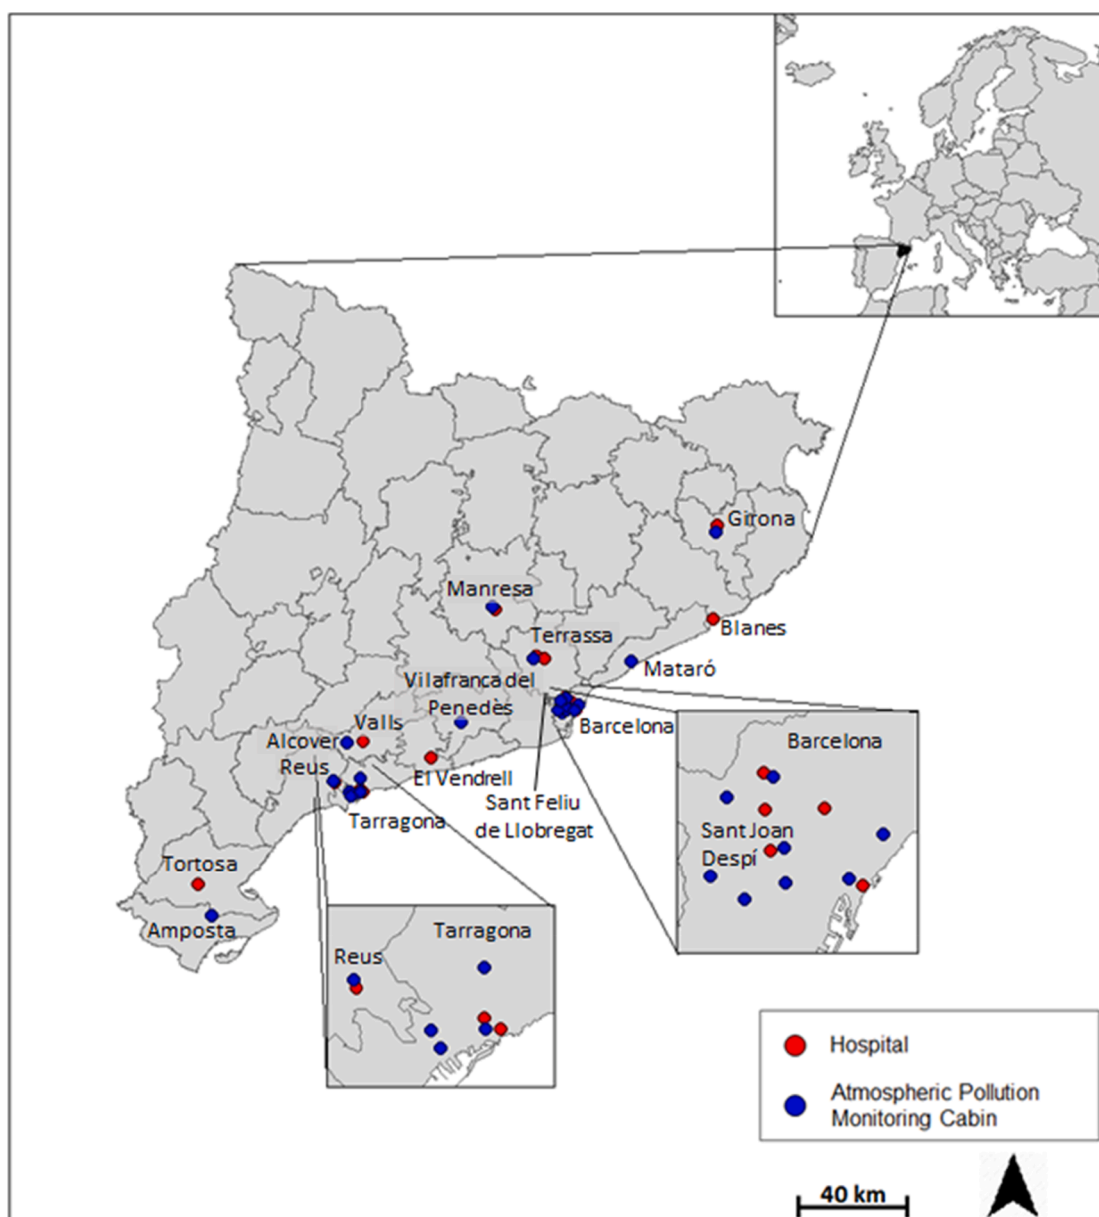 Girona
Manresa
Blanes
Terrassa
Mataró
Vilafranca del
Penedès
Barcelona
Valls
Alcover
Reus
El Vendrell
Sant Feliu
de Llobregat
Tarragona
Tortosa
Amposta
Barcelona
Sant Joan
Despí
Tarragona
Reus
Hospital
Atmospheric Pollution
Monitoring Cabin
40 km